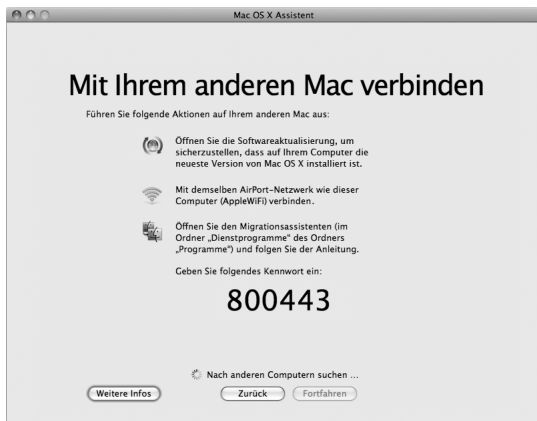 Mac OS X Assistent
Mit Ihrem anderen Mac verbinden
Führen Sie folgende Aktionen auf Ihrem anderen Mac aus:
Öffnen Sie die Softwareaktualisierung, um
sicherzustellen, dass auf Ihrem Computer die
neueste Version von Mac OS X installiert ist.
Mit demselben AirPort-Netzwerk wie dieser
Computer (AppleWiFi) verbinden.
Öffnen Sie den Migrationsassistenten (im
Ordner „Dienstprogramme“ des Ordners
„Programme“) und folgen Sie der Anleitung.
Geben Sie folgendes Kennwort ein:
800443
Nach anderen Computern suchen ...
Weitere Infos
Zurück
Fortfahren